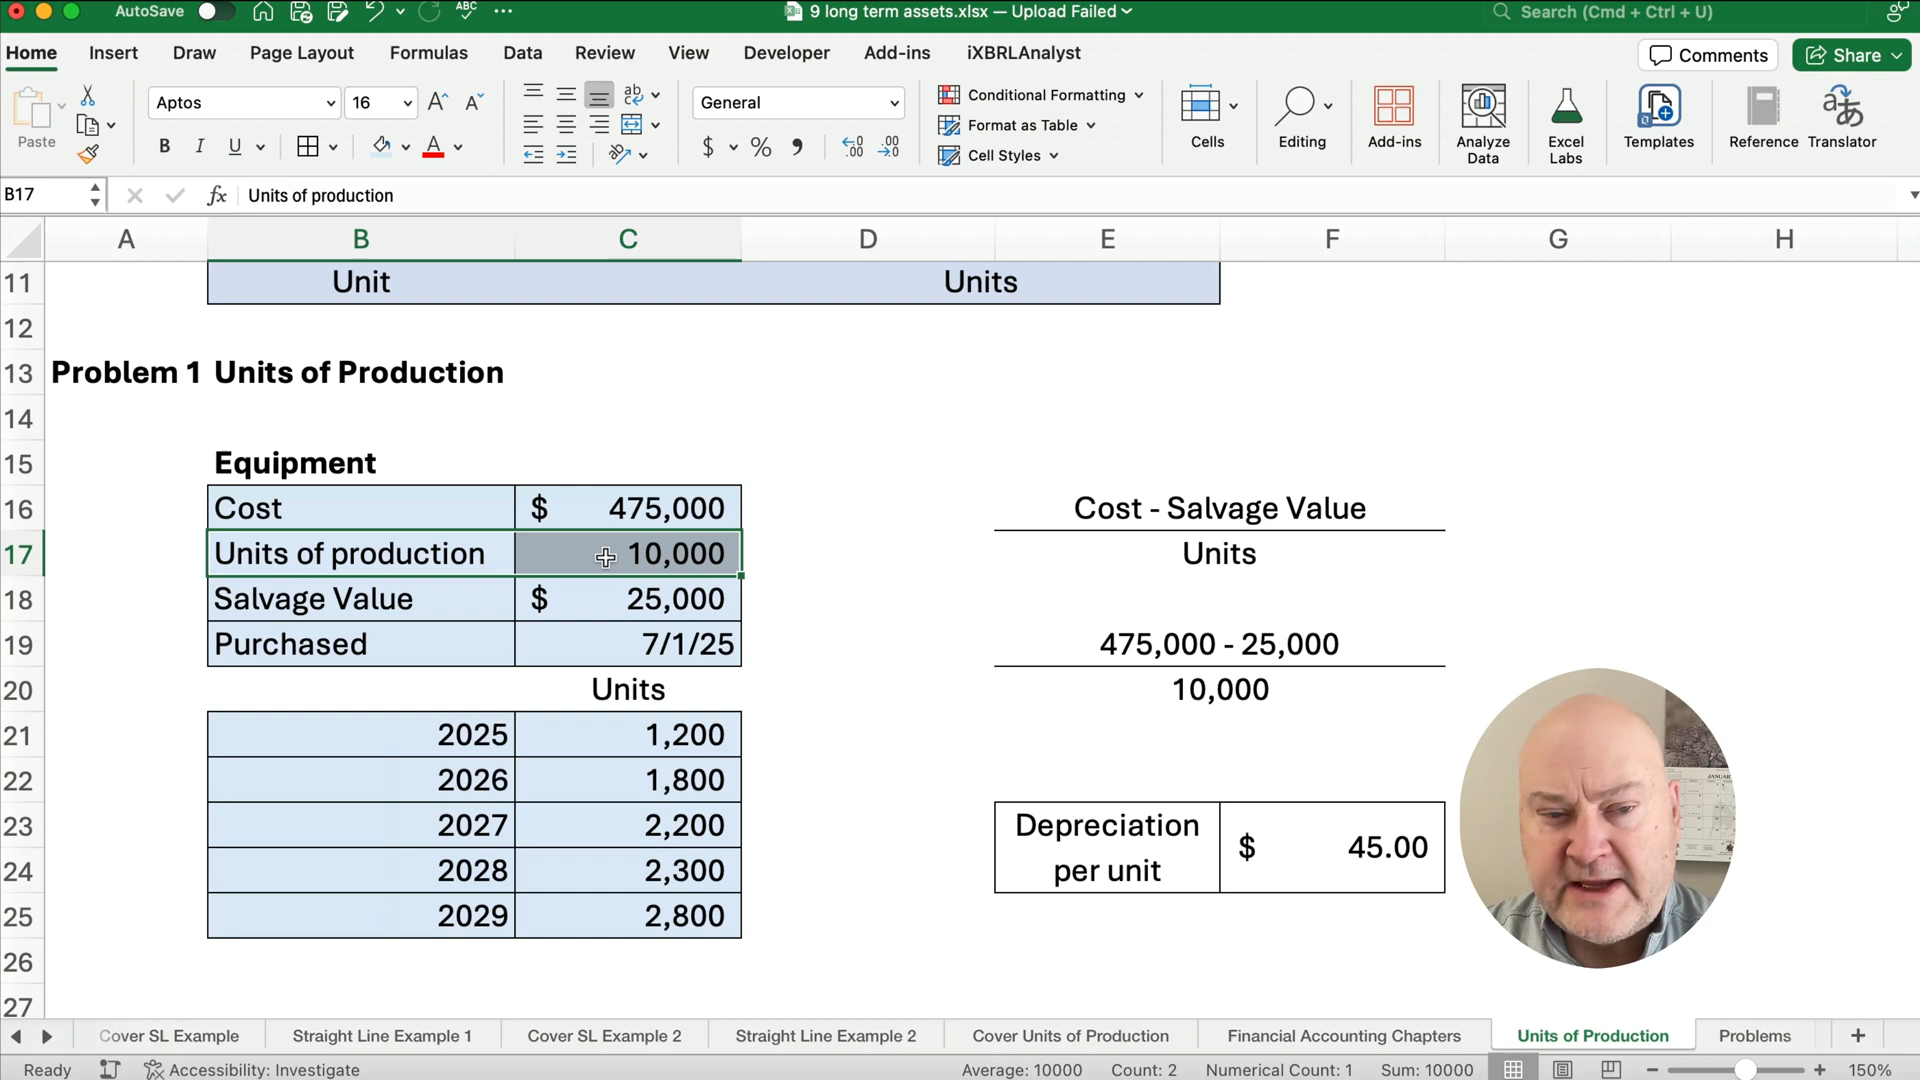 AutoSave
ABC
9 long term assets.xlsx — Upload Failed
Search (Cmd + Ctrl + U)
Home Insert Draw Page Layout Formulas Data Review View Developer Add-ins iXBRLAnalyst
Comments
Share
Paste
Aptos
16
B I U
General
$ %
Conditional Formatting
Format as Table
Cell Styles
Cells
Editing
Add-ins
Analyze Data
Excel Labs
Templates
Reference
Translator
B17
fx Units of production
A B C D E F G H
11 Unit Units
12
13 Problem 1 Units of Production
14
15 Equipment
16 Cost $ 475,000 Cost - Salvage Value
17 Units of production 10,000 Units
18 Salvage Value $ 25,000
19 Purchased 7/1/25 475,000 - 25,000
20 Units 10,000
21 2025 1,200
22 2026 1,800
23 2027 2,200 Depreciation
per unit $ 45.00
24 2028 2,300
25 2029 2,800
26
27
Cover SL Example Straight Line Example 1 Cover SL Example 2 Straight Line Example 2 Cover Units of Production Financial Accounting Chapters Units of Production Problems +
Ready Accessibility: Investigate Average: 10000 Count: 2 Numerical Count: 1 Sum: 10000 150%